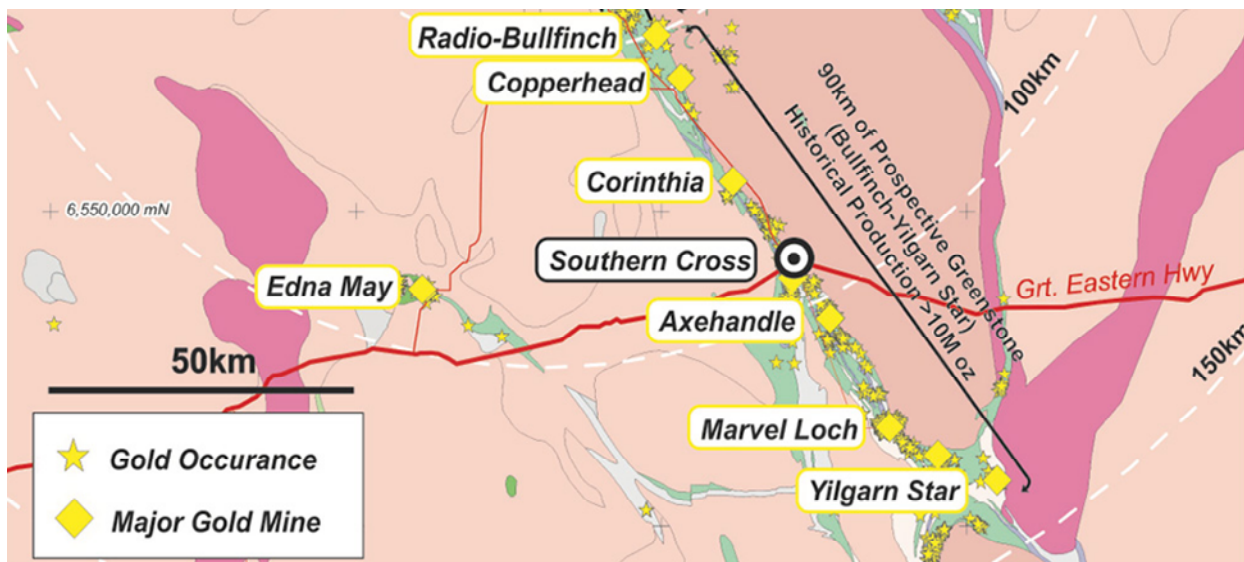 Radio-Bullfinch
Copperhead
Corinthia
6,550,000 mN
Southern Cross
Edna May
Axehandle
Grt. Eastern Hwy
50km
Marvel Loch
Yilgarn Star
Gold Occurance
Major Gold Mine
90km of Prospective Greenstone
(Bullfinch-Yilgarn Star)
Historical Production >10M oz
100km
150km